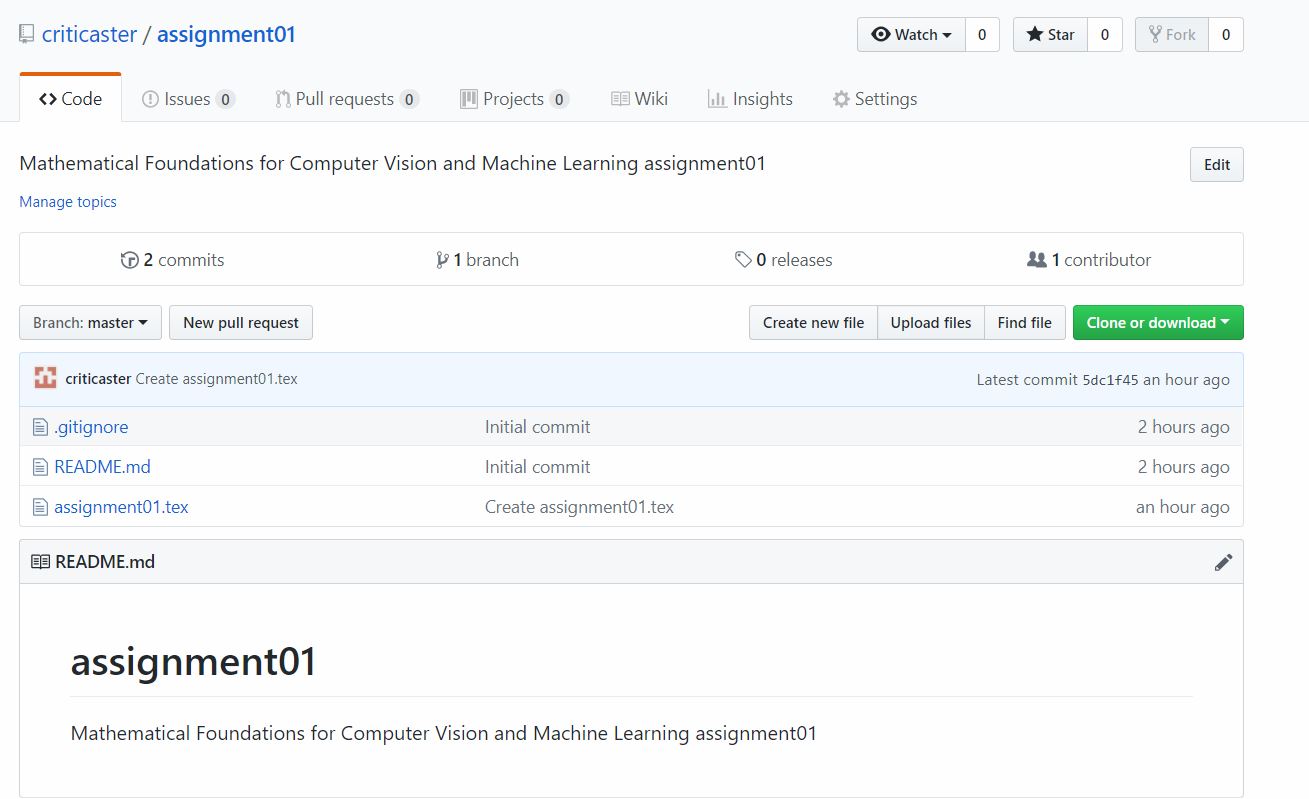 criticaster / assignment01 Watch 0 Star 0 Fork 0
Code Issues 0 Pull requests 0 Projects 0 Wiki Insights Settings
Mathematical Foundations for Computer Vision and Machine Learning assignment01 Edit
Manage topics
2 commits 1 branch 0 releases 1 contributor
Branch: master New pull request Create new file Upload files Find file Clone or download
criticaster Create assignment01.tex Latest commit 5dc1f45 an hour ago
.gitignore Initial commit 2 hours ago
README.md Initial commit 2 hours ago
assignment01.tex Create assignment01.tex an hour ago
README.md
assignment01
Mathematical Foundations for Computer Vision and Machine Learning assignment01